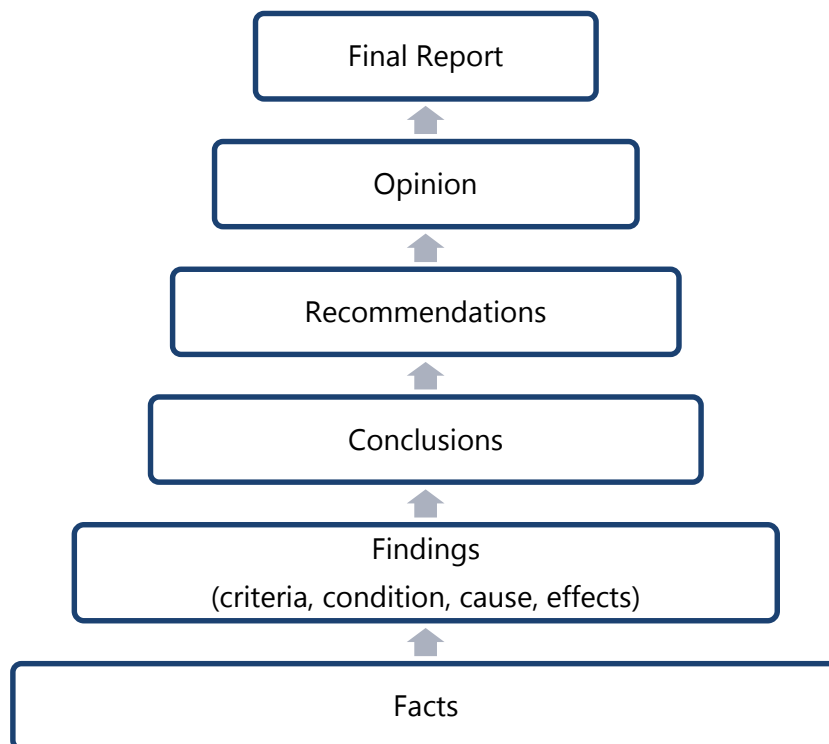 Final Report
Opinion
Recommendations
Conclusions
Findings
(criteria, condition, cause, effects)
Facts